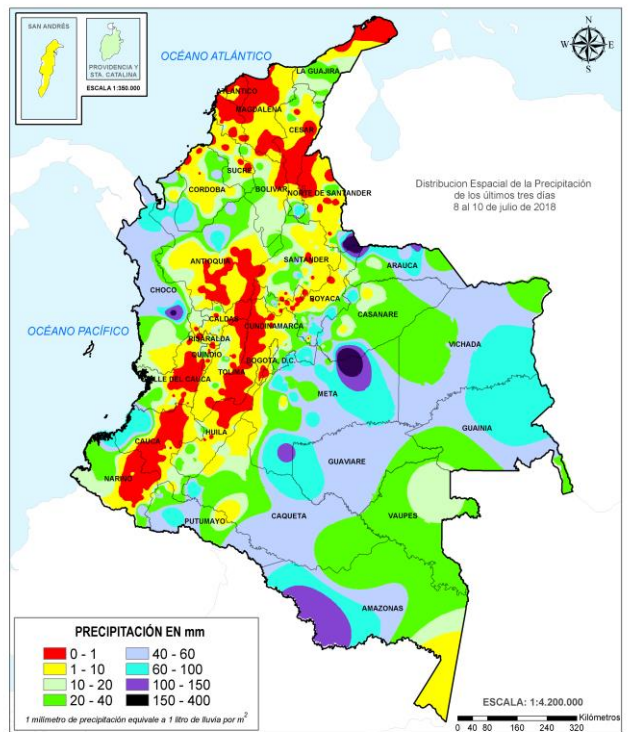 SAN ANDRÉS
PROVIDENCIA Y
STA. CATALINA
ESCALA 1:350.000
OCÉANO ATLÁNTICO
N
W
E
S
LA GUAJIRA
ATLANTICO
MAGDALENA
CESAR
SUCRE
CORDOBA
BOLIVAR
NORTE DE SANTANDER
Distribucion Espacial de la Precipitación
de los últimos tres días
8 al 10 de julio de 2018
ANTIOQUIA
SANTANDER
ARAUCA
CHOCO
BOYACA
CASANARE
OCÉANO PACÍFICO
CALDAS
CUNDINAMARCA
VICHADA
RISARALDA
QUINDIO
BOGOTA, D.C.
TOLIMA
VALLE DEL CAUCA
META
GUAINIA
HUILA
CAUCA
GUAVIARE
NARIÑO
CAQUETA
VAUPES
PUTUMAYO
AMAZONAS
PRECIPITACIÓN EN mm
0 - 1
40 - 60
1 - 10
60 - 100
10 - 20
100 - 150
20 - 40
150 - 400
1 milímetro de precipitación equivale a 1 litro de lluvia por m²
ESCALA: 1:4.200.000
Kilómetros
0 40 80 160 240 320